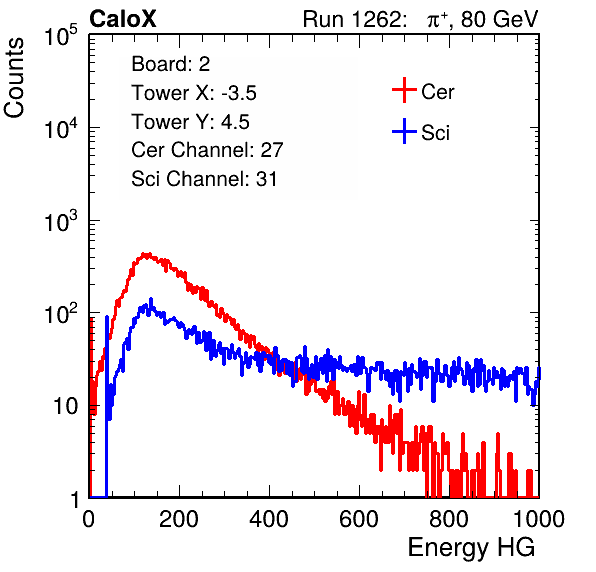 CaloX Run 1262: π⁺, 80 GeV
Counts
10⁵
10⁴
10³
10²
10
1
Board: 2
Tower X: -3.5
Tower Y: 4.5
Cer Channel: 27
Sci Channel: 31
Cer
Sci
0 200 400 600 800 1000
Energy HG